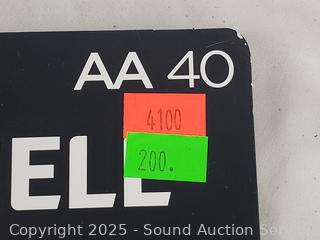 AA 40
4100
200.
ELL
Copyright 2025 - Sound Auction Se